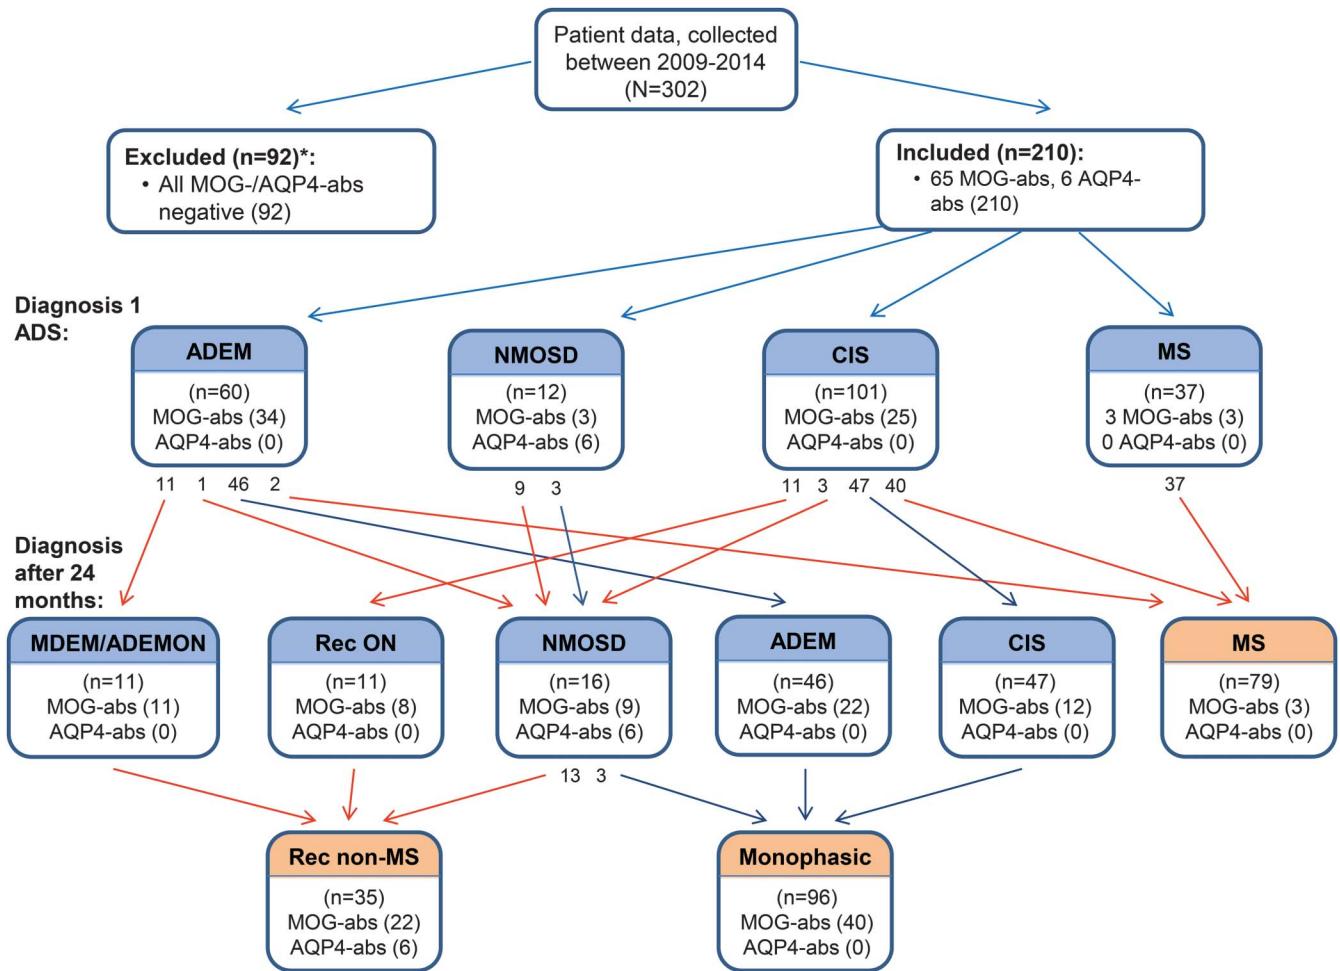 Patient data, collected
between 2009-2014
(N=302)
Excluded (n=92)*:
• All MOG-/AQP4-abs
negative (92)
Included (n=210):
• 65 MOG-abs, 6 AQP4-
abs (210)
Diagnosis 1
ADS:
ADEM
(n=60)
MOG-abs (34)
AQP4-abs (0)
NMOSD
(n=12)
MOG-abs (3)
AQP4-abs (6)
CIS
(n=101)
MOG-abs (25)
AQP4-abs (0)
MS
(n=37)
3 MOG-abs (3)
0 AQP4-abs (0)
11 1 46 2
9 3
11 3 47 40
37
Diagnosis
after 24
months:
MDEM/ADEMON
(n=11)
MOG-abs (11)
AQP4-abs (0)
Rec ON
(n=11)
MOG-abs (8)
AQP4-abs (0)
NMOSD
(n=16)
MOG-abs (9)
AQP4-abs (6)
ADEM
(n=46)
MOG-abs (22)
AQP4-abs (0)
CIS
(n=47)
MOG-abs (12)
AQP4-abs (0)
MS
(n=79)
MOG-abs (3)
AQP4-abs (0)
13 3
Rec non-MS
(n=35)
MOG-abs (22)
AQP4-abs (6)
Monophasic
(n=96)
MOG-abs (40)
AQP4-abs (0)